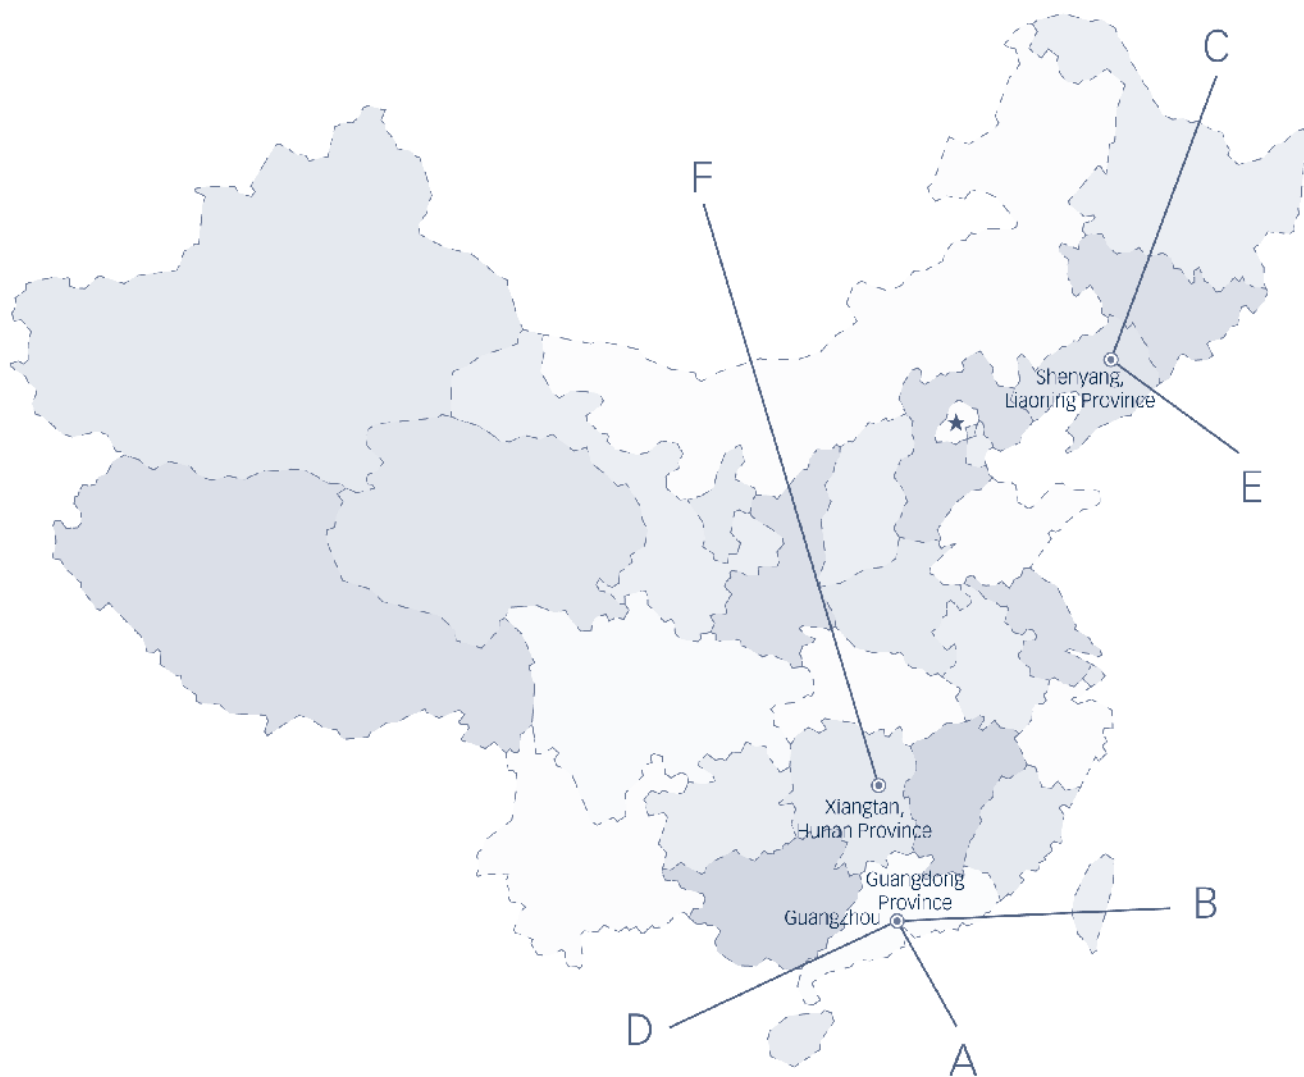 C
F
Shenyang,
Liaoning Province
E
Xiangtan,
Hunan Province
Guangdong
Province
Guangzhou
B
D
A